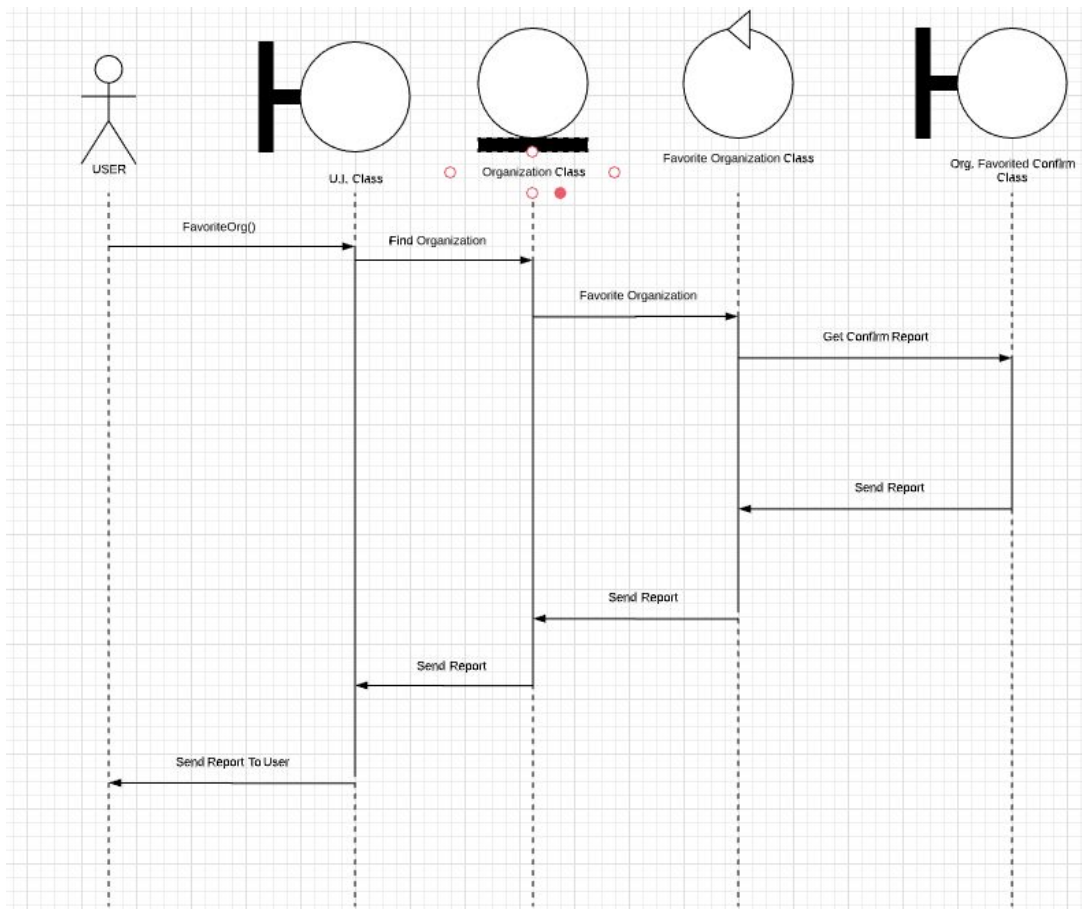 USER
U.I. Class
Organization Class
Favorite Organization Class
Org. Favorited Confirm
Class
FavoriteOrg()
Find Organization
Favorite Organization
Get Confirm Report
Send Report
Send Report
Send Report
Send Report To User